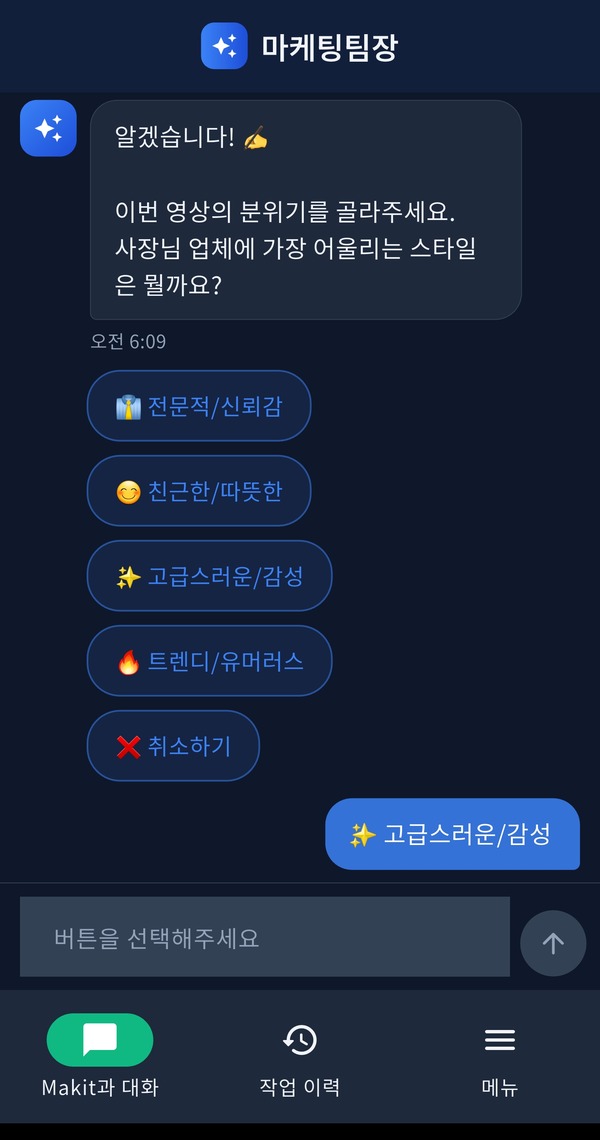 마케팅팀장
알겠습니다! ✍️
이번 영상의 분위기를 골라주세요.
사장님 업체에 가장 어울리는 스타일
은 뭘까요?
오전 6:09
👔 전문적/신뢰감
😊 친근한/따뜻한
✨ 고급스러운/감성
🔥 트렌디/유머러스
❌ 취소하기
✨ 고급스러운/감성
버튼을 선택해주세요
Makit과 대화
작업 이력
메뉴